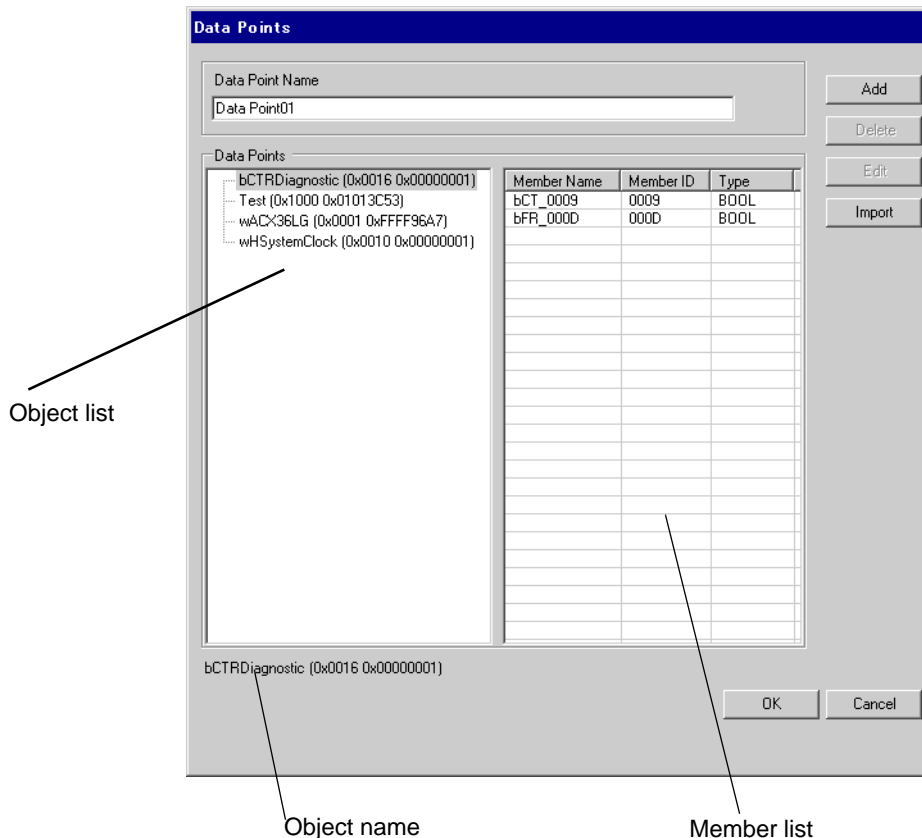 Data Points
Data Point Name
Data Point01
Add
Delete
Edit
Import
Data Points
bCTRDiagnostic (0x0016 0x00000001)
Test (0x1000 0x01013C53)
wACX36LG (0x0001 0xFFFF96A7)
wHSystemClock (0x0010 0x00000001)
Member Name Member ID Type
bCT_0009 0009 BOOL
bFR_000D 000D BOOL
Object list
bCTRDiagnostic (0x0016 0x00000001)
OK Cancel
Object name
Member list